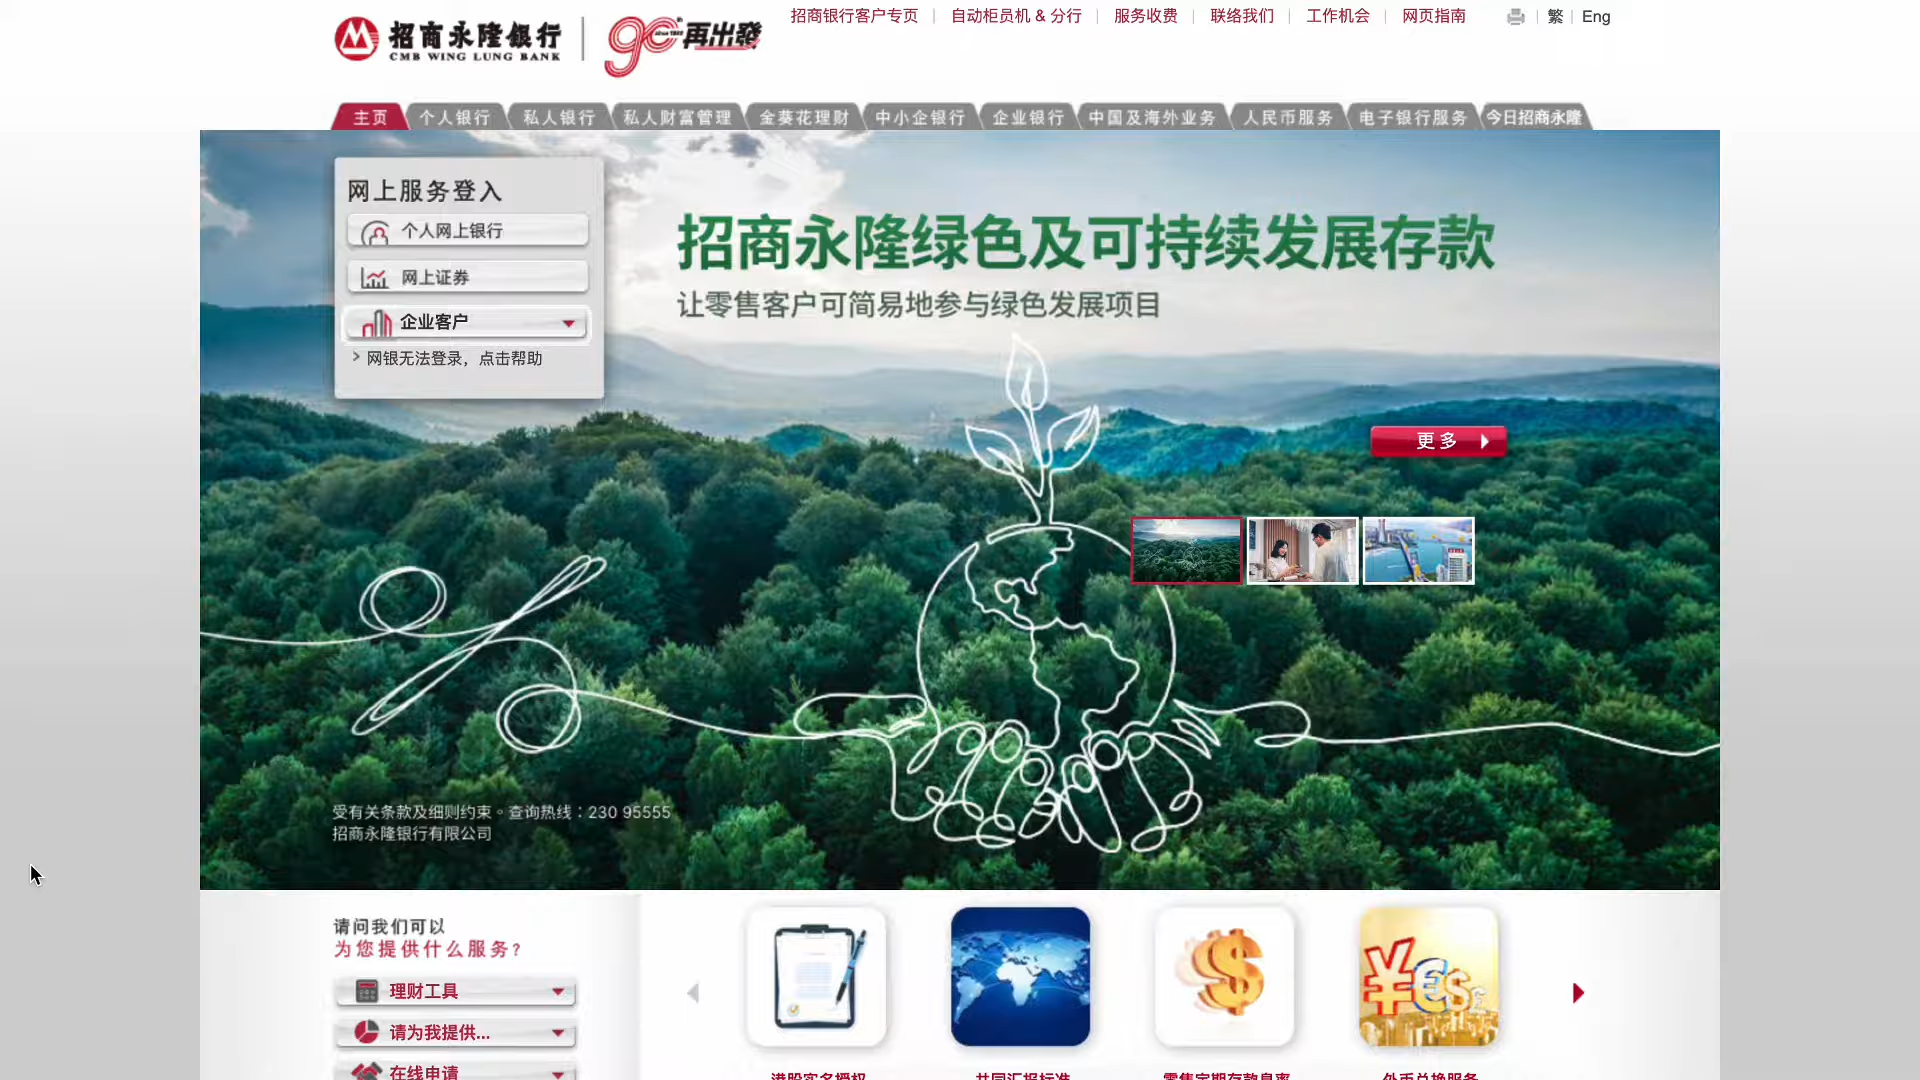 招商永隆银行
CMB WING LUNG BANK
再出發
招商银行客户专页
自动柜员机 & 分行
服务收费
联络我们
工作机会
网页指南
繁
Eng
主页
个人银行
私人银行
私人财富管理
金葵花理财
中小企银行
企业银行
中国及海外业务
人民币服务
电子银行服务
今日招商永隆
网上服务登入
个人网上银行
网上证券
企业客户
> 网银无法登录，点击帮助
招商永隆绿色及可持续发展存款
让零售客户可简易地参与绿色发展项目
更多
受有关条款及细则约束。查询热线：230 95555
招商永隆银行有限公司
请问我们可以
为您提供什么服务?
理财工具
请为我提供...
在线申请
港股实名授权
共同汇报标准
零售定期存款息率
外币兑换服务